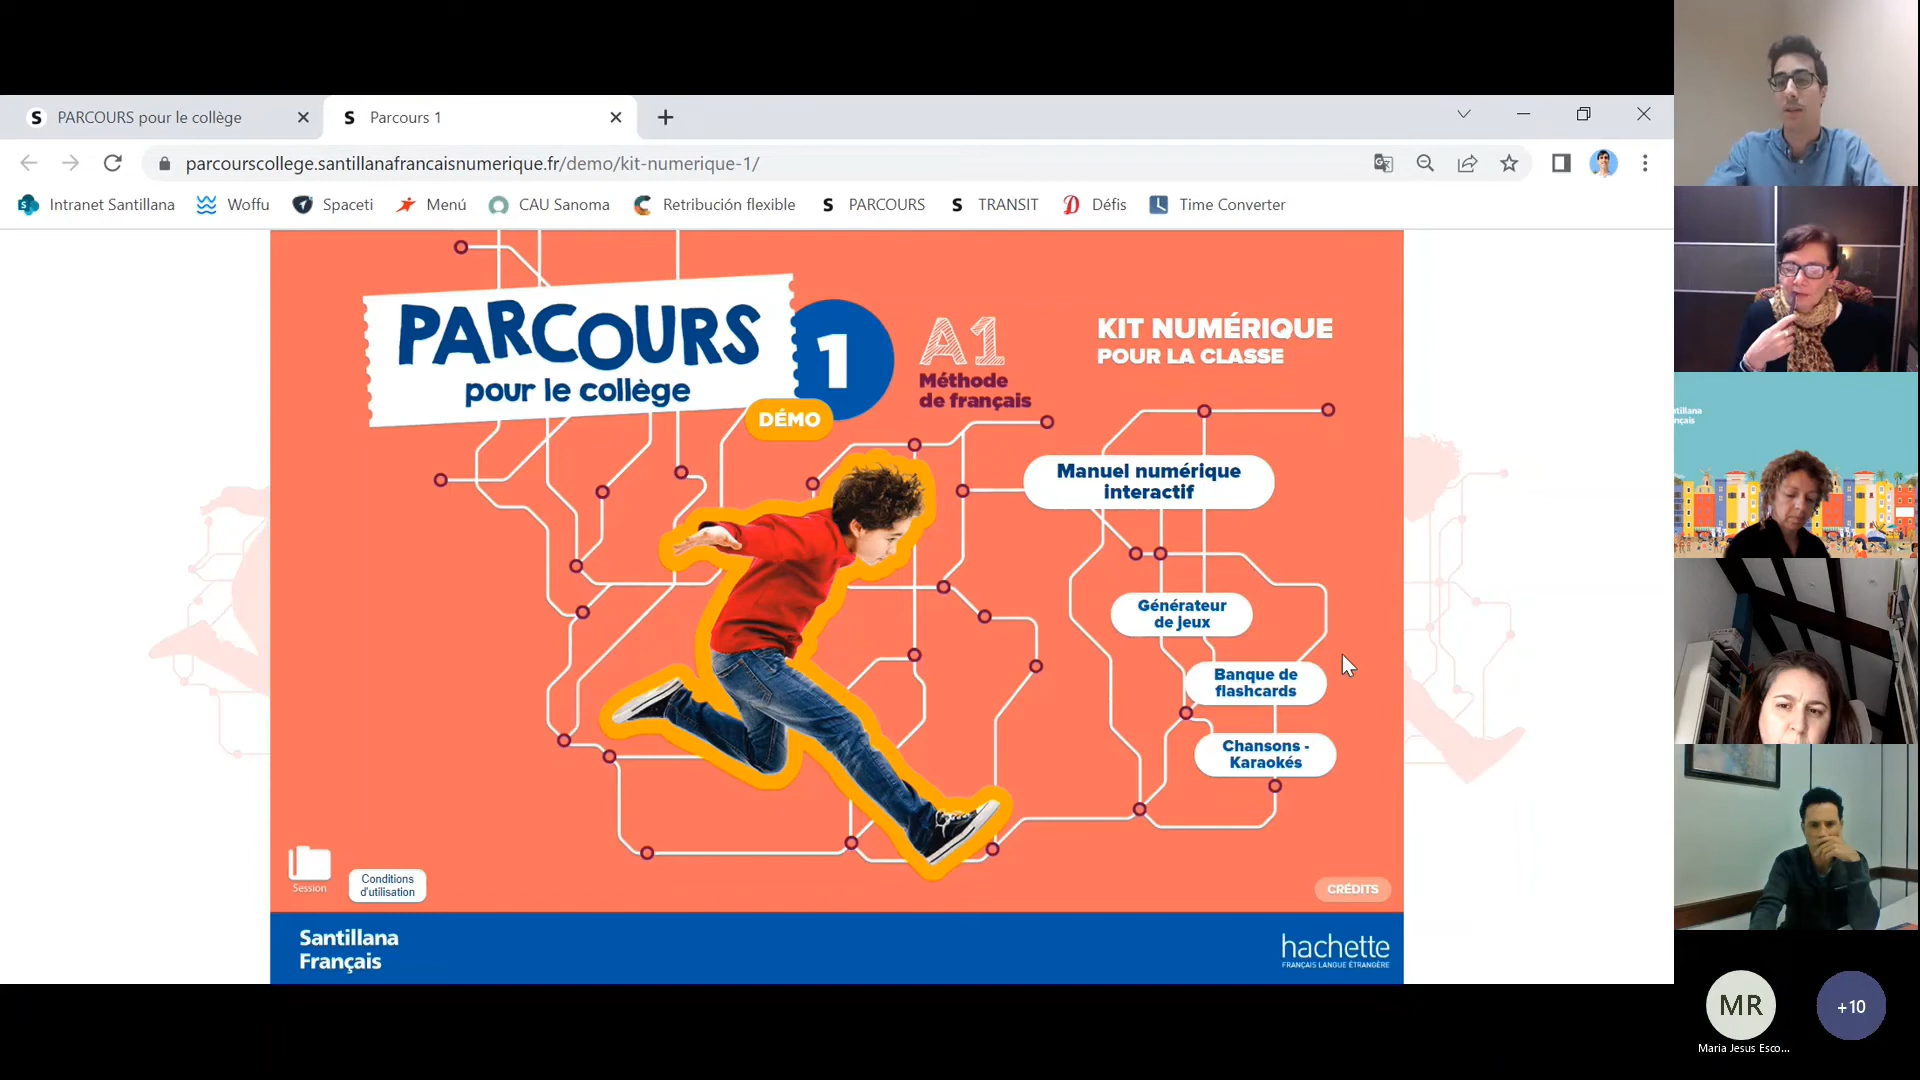 PARCOURS pour le collège
Parcours 1
parcourscollege.santillanafrancaisnumerique.fr/demo/kit-numerique-1/
Intranet Santillana
Woffu
Spaceti
Menú
CAU Sanoma
Retribución flexible
PARCOURS
TRANSIT
Défis
Time Converter
PARCOURS
pour le collège
1
DÉMO
A1
Méthode
de français
KIT NUMÉRIQUE
POUR LA CLASSE
Manuel numérique
interactif
Générateur
de jeux
Banque de
flashcards
Chansons -
Karaokés
Session
Conditions
d'utilisation
CRÉDITS
Santillana
Français
hachette
FRANÇAIS LANGUE ÉTRANGÈRE
MR
+10
Maria Jesus Esco...